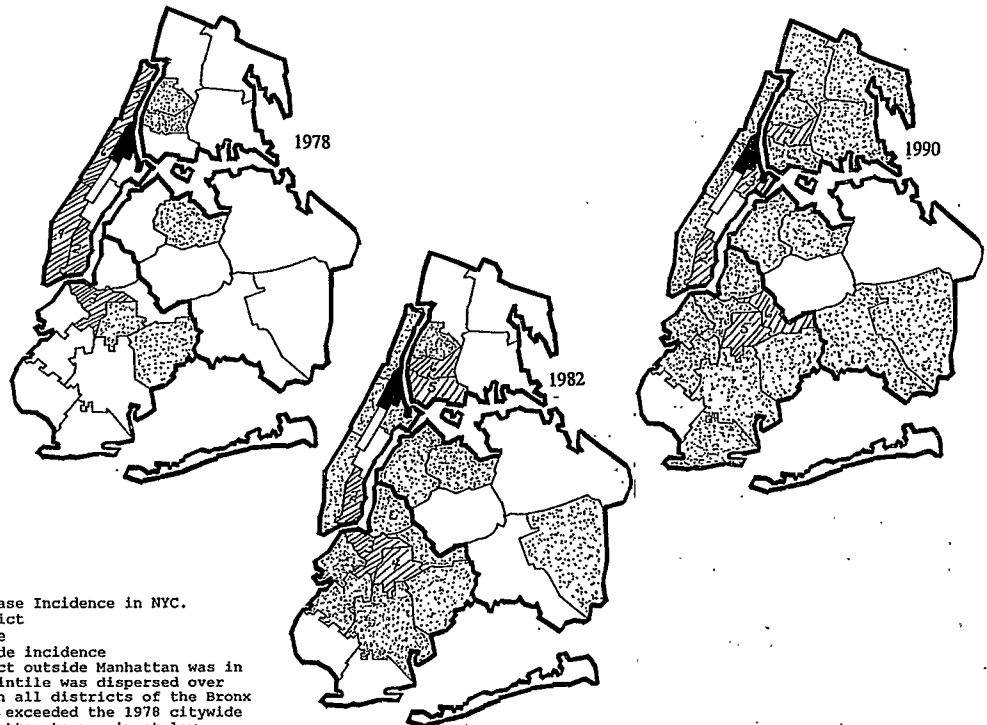 1978
1990
1982
ase Incidence in NYC.
ict
e
de incidence
ct outside Manhattan was in
intile was dispersed over
n all districts of the Bronx
exceeded the 1978 citywide